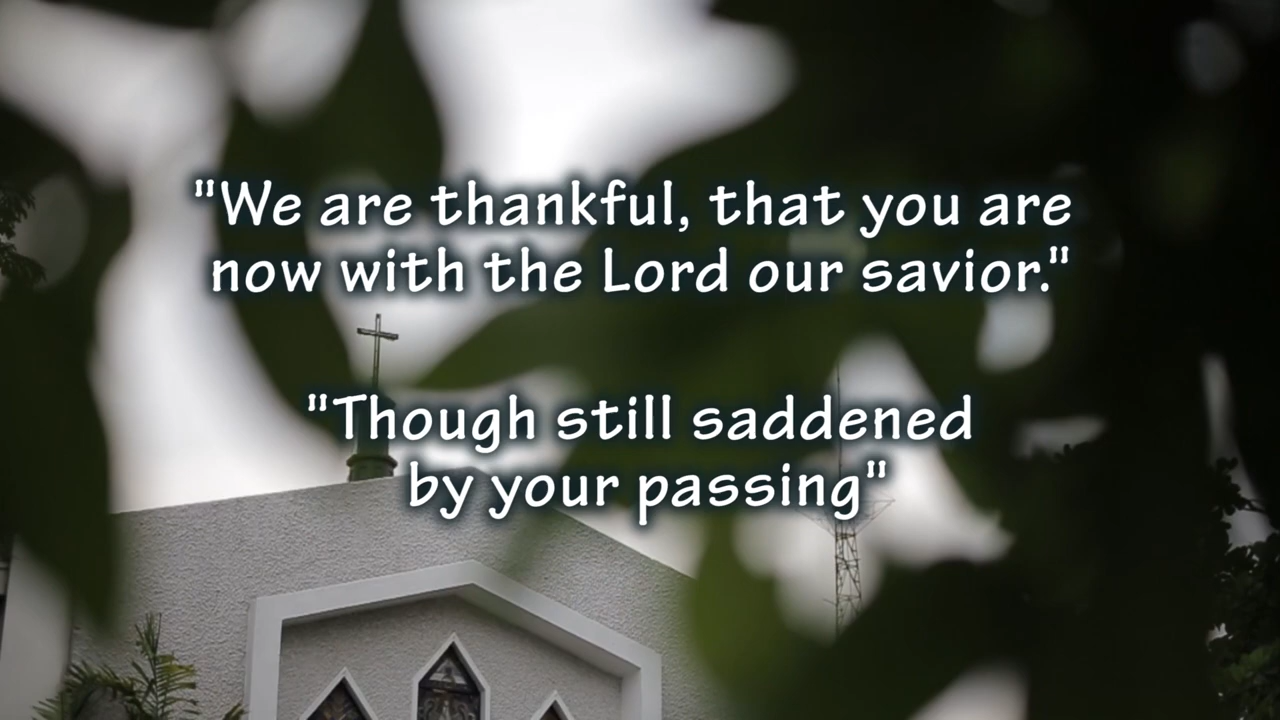 "We are thankful, that you are
now with the Lord our savior."
"Though still saddened
by your passing"